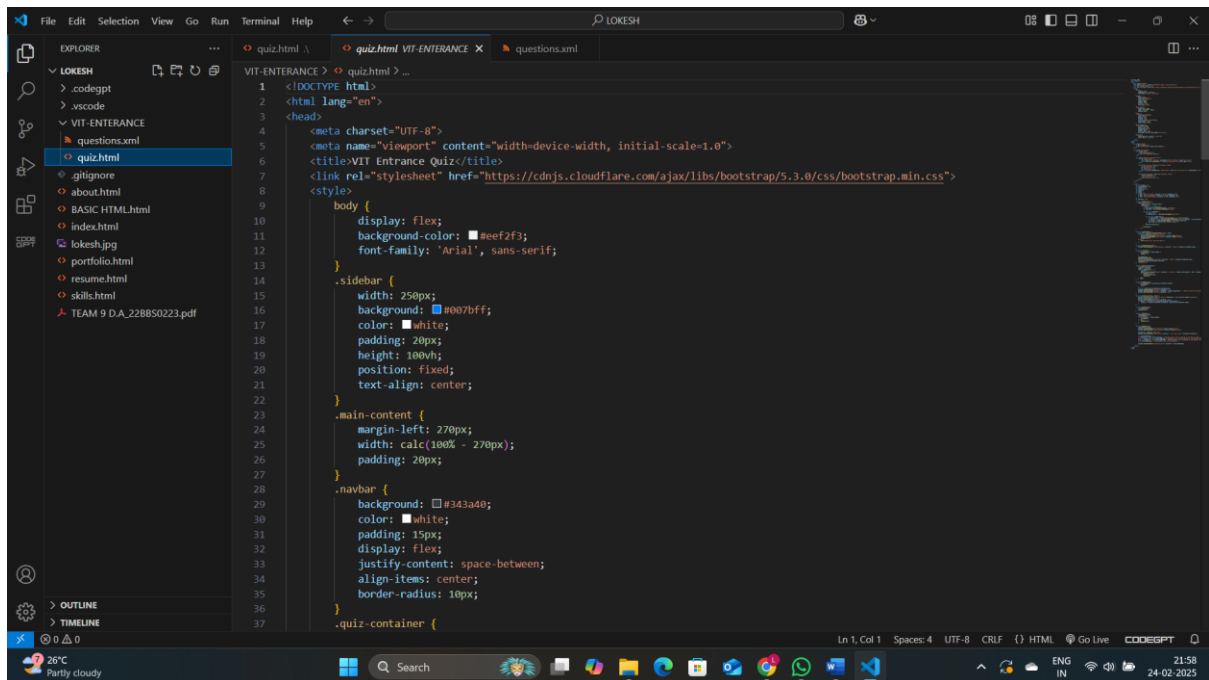 File Edit Selection View Go Run Terminal Help
LOKESH
EXPLORER
LOKESH
.codegpt
.vscode
VIT-ENTERANCE
questions.xml
quiz.html
.gitignore
about.html
BASIC HTML.html
index.html
lokesh.jpg
portfolio.html
resume.html
skills.html
TEAM 9 D.A_22BBS0223.pdf
OUTLINE
TIMELINE
CODE
GPT
quiz.html .\ quiz.html VIT-ENTERANCE questions.xml
VIT-ENTERANCE > quiz.html > ...
1 <!DOCTYPE html>
2 <html lang="en">
3 <head>
4 <meta charset="UTF-8">
5 <meta name="viewport" content="width=device-width, initial-scale=1.0">
6 <title>VIT Entrance Quiz</title>
7 <link rel="stylesheet" href="https://cdnjs.cloudflare.com/ajax/libs/bootstrap/5.3.0/css/bootstrap.min.css">
8 <style>
9 body {
10 display: flex;
11 background-color: #eef2f3;
12 font-family: 'Arial', sans-serif;
13 }
14 .sidebar {
15 width: 250px;
16 background: #007bff;
17 color: white;
18 padding: 20px;
19 height: 100vh;
20 position: fixed;
21 text-align: center;
22 }
23 .main-content {
24 margin-left: 270px;
25 width: calc(100% - 270px);
26 padding: 20px;
27 }
28 .navbar {
29 background: #343a40;
30 color: white;
31 padding: 15px;
32 display: flex;
33 justify-content: space-between;
34 align-items: center;
35 border-radius: 10px;
36 }
37 .quiz-container {
0 0 Ln 1, Col 1 Spaces: 4 UTF-8 CRLF {} HTML Go Live CODEGPT
7 26°C
Partly cloudy
Search
ENG
IN
21:58
24-02-2025